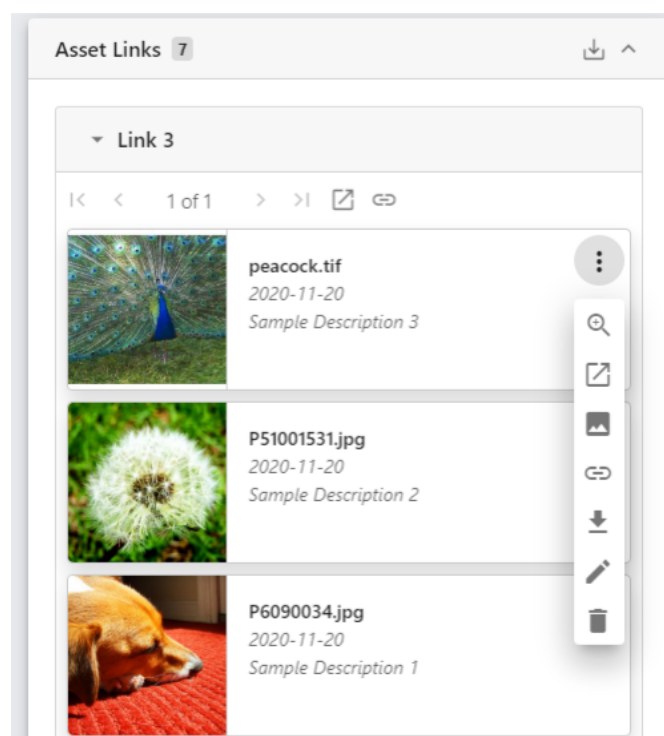 Asset Links 7
Link 3
1 of 1
peacock.tif
2020-11-20
Sample Description 3
P51001531.jpg
2020-11-20
Sample Description 2
P6090034.jpg
2020-11-20
Sample Description 1